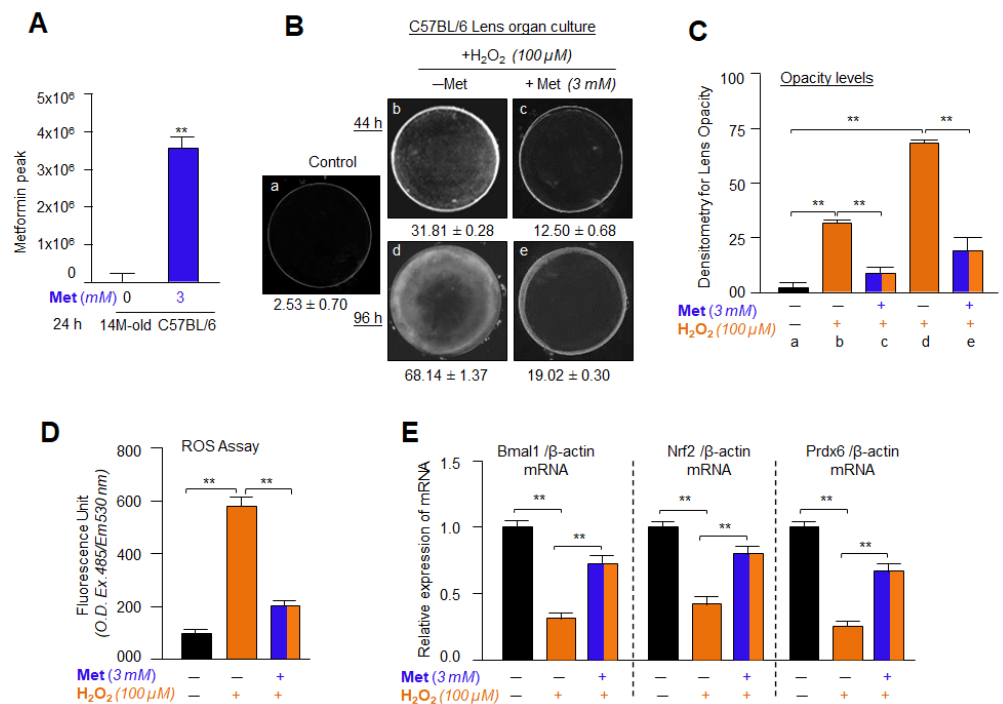 A
Metformin peak
5x10⁶
4x10⁶
3x10⁶
2x10⁶
1x10⁶
0
**
Met (mM) 0 3
24 h 14M-old C57BL/6
B
C57BL/6 Lens organ culture
+H₂O₂ (100 µM)
—Met + Met (3 mM)
44 h
b c
31.81 ± 0.28 12.50 ± 0.68
Control
a
2.53 ± 0.70
96 h
d e
68.14 ± 1.37 19.02 ± 0.30
C
Opacity levels
Densitometry for Lens Opacity
100
75
50
25
00
** **
** **
Met (3 mM) — — + — +
H₂O₂ (100 µM) — + + + +
a b c d e
D
ROS Assay
Fluorescence Unit
(O.D. Ex.485/Em530 nm)
800
600
400
200
000
** **
Met (3 mM) — — +
H₂O₂ (100 µM) — + +
E
Relative expression of mRNA
1.5
1.0
0.5
0.0
Bmal1 /β-actin
mRNA
**
**
Nrf2 /β-actin
mRNA
**
**
Prdx6 /β-actin
mRNA
**
**
Met (3 mM) — — + — — + — — +
H₂O₂ (100 µM) — + + — + + — + +